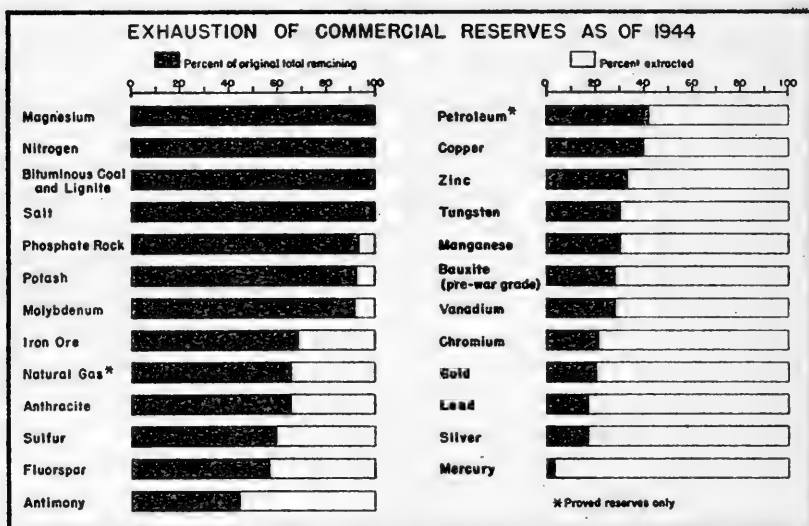 EXHAUSTION OF COMMERCIAL RESERVES AS OF 1944
Percent of original total remaining
0 20 40 60 80 100
Magnesium
Nitrogen
Bituminous Coal
and Lignite
Salt
Phosphate Rock
Potash
Molybdenum
Iron Ore
Natural Gas*
Anthracite
Sulfur
Fluorspar
Antimony
Percent extracted
0 20 40 60 80 100
Petroleum*
Copper
Zinc
Tungsten
Manganese
Bauxite
(pre-war grade)
Vanadium
Chromium
Gold
Lead
Silver
Mercury
*Proved reserves only